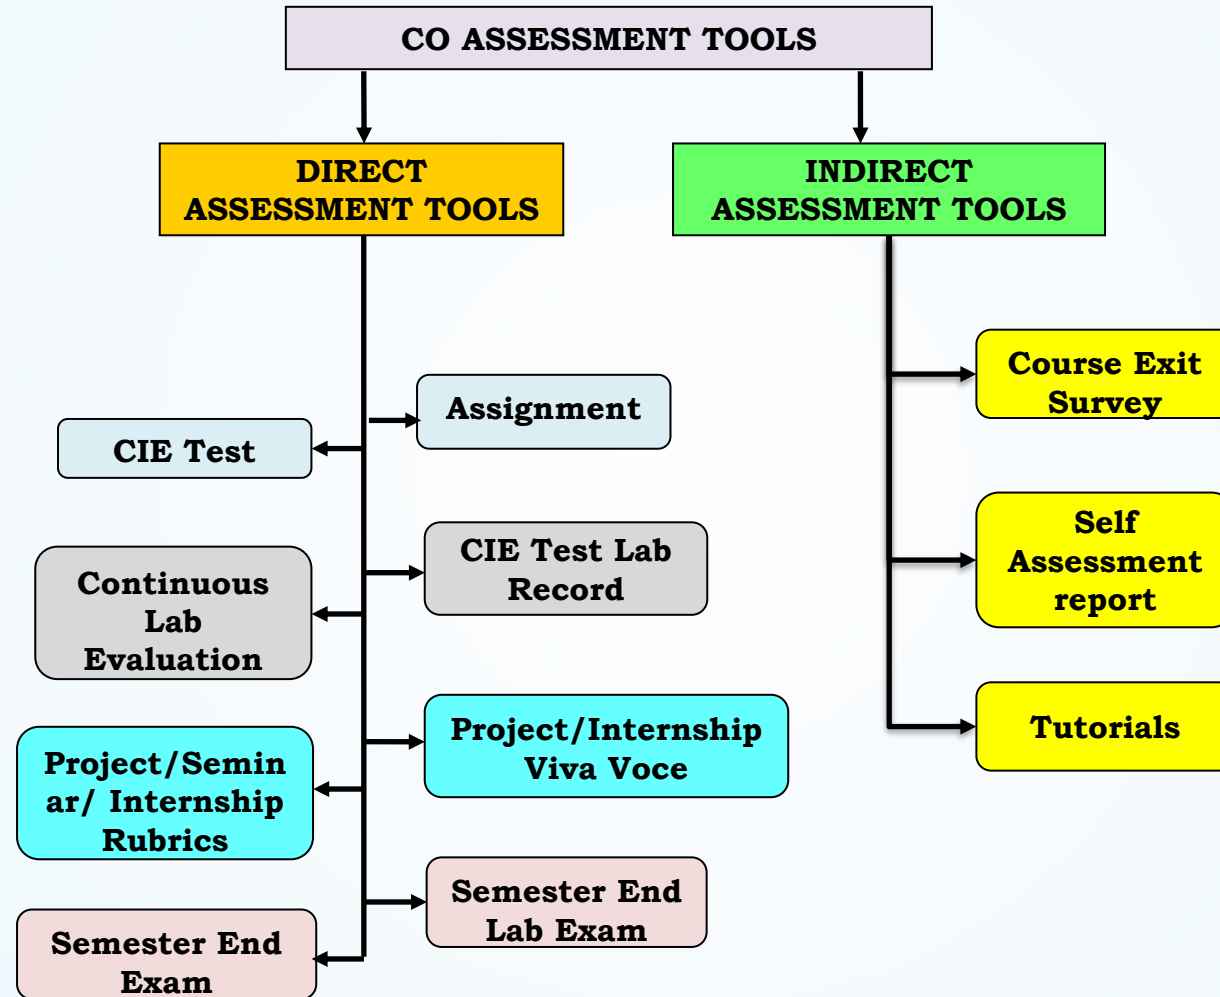 CO ASSESSMENT TOOLS
DIRECT
ASSESSMENT TOOLS
INDIRECT
ASSESSMENT TOOLS
Course Exit
Survey
Assignment
CIE Test
Self
Assessment
report
CIE Test Lab
Record
Continuous
Lab
Evaluation
Tutorials
Project/Internship
Viva Voce
Project/Semin
ar/ Internship
Rubrics
Semester End
Lab Exam
Semester End
Exam